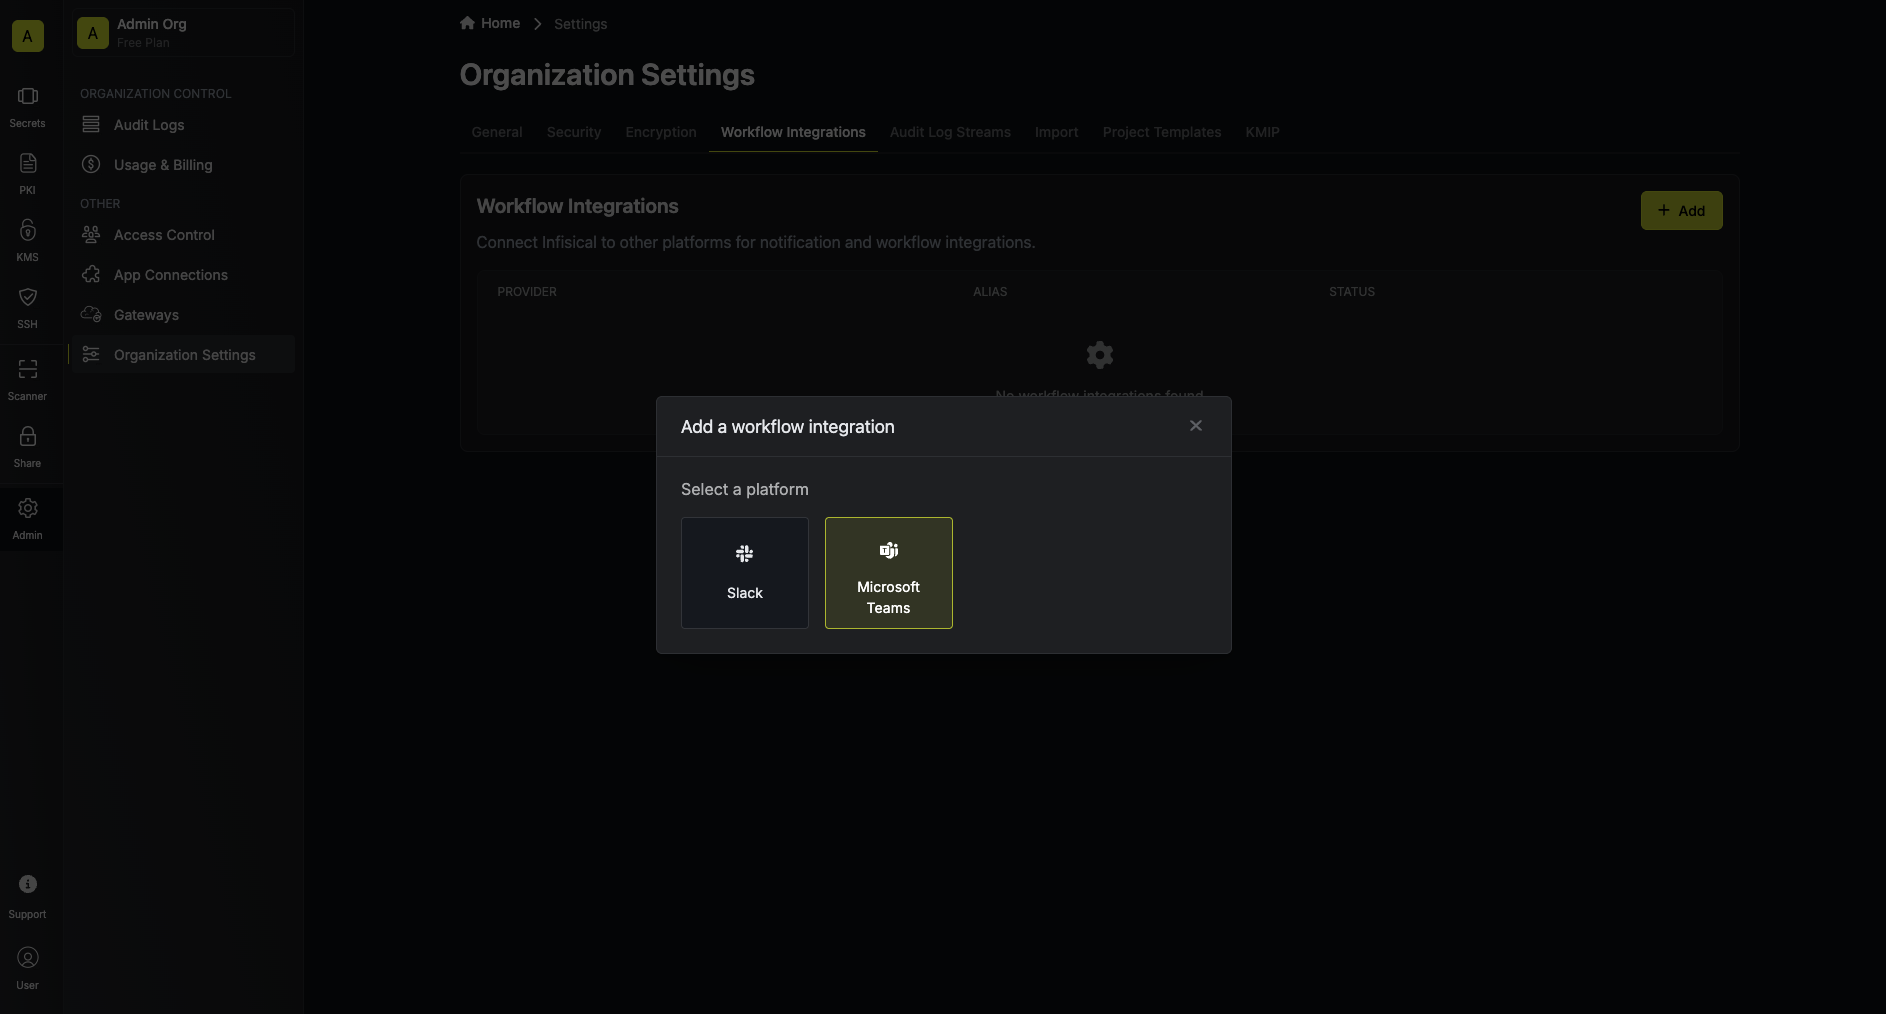 A
Secrets
PKI
KMS
SSH
Scanner
Share
Admin
Support
User
A
Admin Org
Free Plan
ORGANIZATION CONTROL
Audit Logs
Usage & Billing
OTHER
Access Control
App Connections
Gateways
Organization Settings
Home
Settings
Organization Settings
General
Security
Encryption
Workflow Integrations
Audit Log Streams
Import
Project Templates
KMIP
Workflow Integrations
+ Add
Connect Infisical to other platforms for notification and workflow integrations.
PROVIDER
ALIAS
STATUS
No workflow integrations found
Add a workflow integration
Select a platform
Slack
Microsoft
Teams